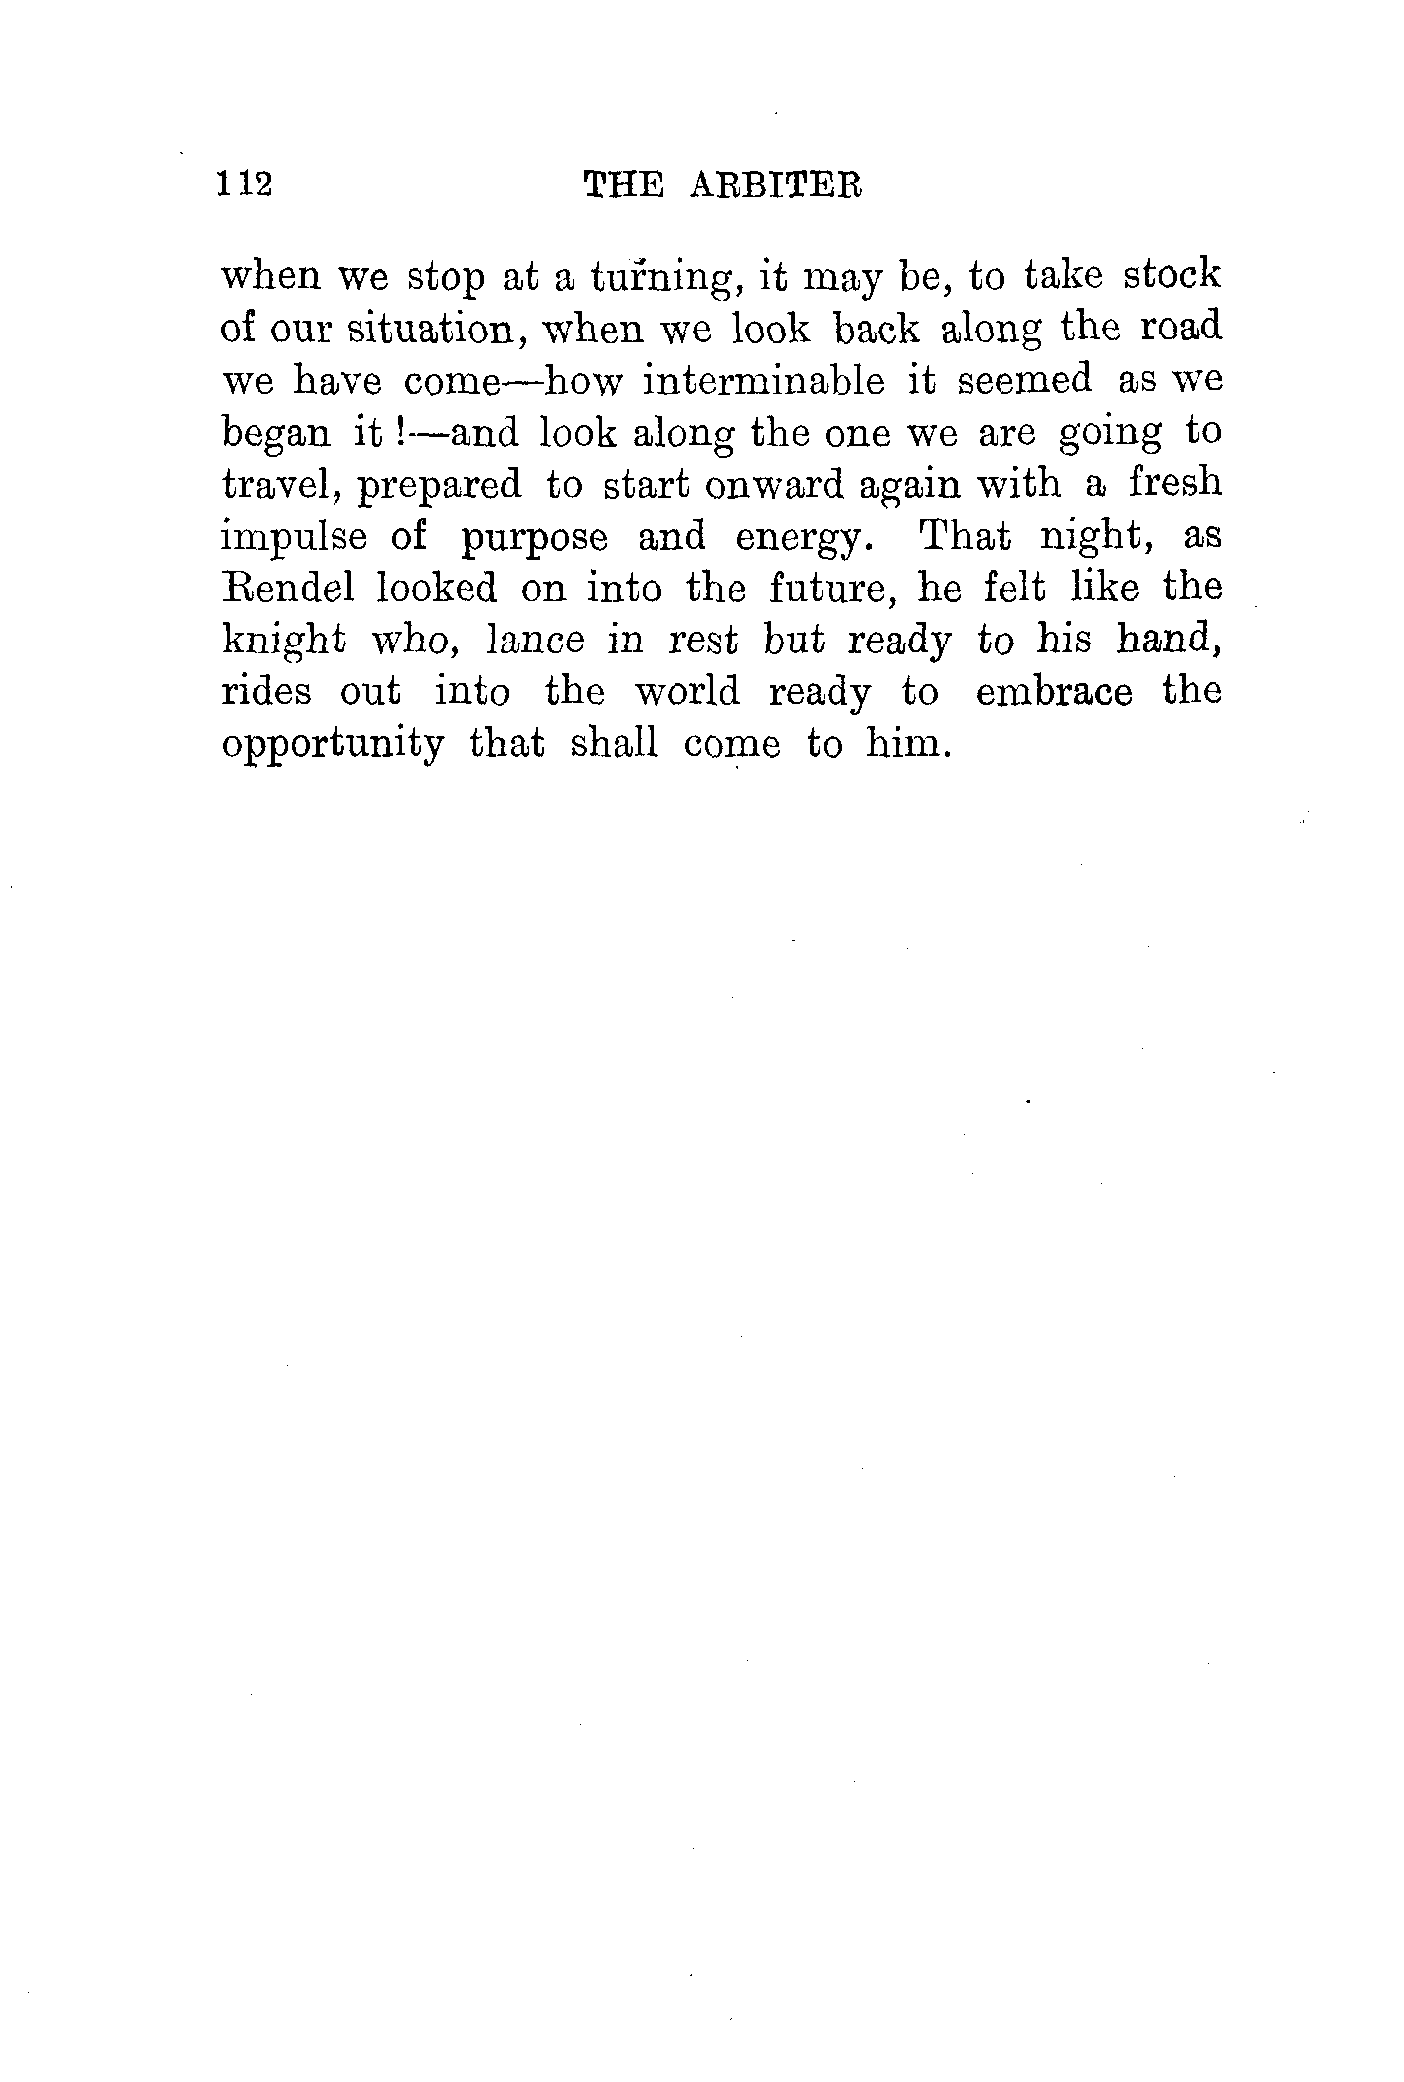 112 THE ARBITER
when we stop at a turning, it may be, to take stock
of our situation, when we look back along the road
we have come—how interminable it seemed as we
began it !—and look along the one we are going to
travel, prepared to start onward again with a fresh
impulse of purpose and energy. That night, as
Rendel looked on into the future, he felt like the
knight who, lance in rest but ready to his hand,
rides out into the world ready to embrace the
opportunity that shall come to him.